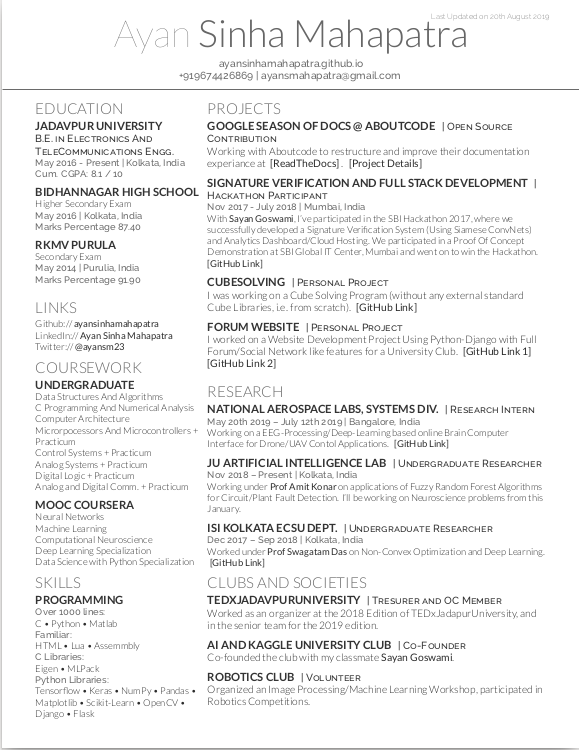 Last Updated on 20th August 2019
Ayan Sinha Mahapatra
ayansinhamahapatra.github.io
+919674426869 | ayansmahapatra@gmail.com
EDUCATION
JADAVPUR UNIVERSITY
B.E. in Electronics And
TeleCommunications Engg.
May 2016 - Present | Kolkata, India
Cum. CGPA: 8.1 / 10
BIDHANNAGAR HIGH SCHOOL
Higher Secondary Exam
May 2016 | Kolkata, India
Marks Percentage 87.40
RKMV PURULA
Secondary Exam
May 2014 | Purulia, India
Marks Percentage 91.90
LINKS
Github:// ayansinhamahapatra
LinkedIn:// Ayan Sinha Mahapatra
Twitter:// @ayansm23
COURSEWORK
UNDERGRADUATE
Data Structures And Algorithms
C Programming And Numerical Analysis
Computer Architecture
Microrpocessors And Microcontrollers +
Practicum
Control Systems + Practicum
Analog Systems + Practicum
Digital Logic + Practicum
Analog and Digital Comm. + Practicum
MOOC COURSERA
Neural Networks
Machine Learning
Computational Neuroscience
Deep Learning Specialization
Data Science with Python Specialization
SKILLS
PROGRAMMING
Over 1000 lines:
C • Python • Matlab
Familiar:
HTML • Lua • Assemmbly
C Libraries:
Eigen • MLPack
Python Libraries:
Tensorflow • Keras • NumPy • Pandas •
Matplotlib • Scikit-Learn • OpenCV •
Django • Flask
PROJECTS
GOOGLE SEASON OF DOCS @ ABOUTCODE | Open Source
Contribution
Working with Aboutcode to restructure and improve their documentation
experience at [ReadTheDocs] . [Project Details]
SIGNATURE VERIFICATION AND FULL STACK DEVELOPMENT |
Hackathon Participant
Nov 2017 - July 2018 | Mumbai, India
With Sayan Goswami, I've participated in the SBI Hackathon 2017, where we
successfully developed a Signature Verification System (Using Siamese ConvNets)
and Analytics Dashboard/Cloud Hosting. We participated in a Proof Of Concept
Demonstration at SBI Global IT Center, Mumbai and went on to win the Hackathon.
[GitHub Link]
CUBESOLVING | Personal Project
I was working on a Cube Solving Program (without any external standard
Cube Libraries, i.e. from scratch). [GitHub Link]
FORUM WEBSITE | Personal Project
I worked on a Website Development Project Using Python-Django with Full
Forum/Social Network like features for a University Club. [GitHub Link 1]
[GitHub Link 2]
RESEARCH
NATIONAL AEROSPACE LABS, SYSTEMS DIV. | Research Intern
May 20th 2019 – July 12th 2019 | Bangalore, India
Working on a EEG-Processing/Deep-Learning based online Brain Computer
Interface for Drone/UAV Contol Applications. [GitHub Link]
JU ARTIFICIAL INTELLIGENCE LAB | Undergraduate Researcher
Nov 2018 – Present | Kolkata, India
Working under Prof Amit Konar on applications of Fuzzy Random Forest Algorithms
for Circuit/Plant Fault Detection. I'll be working on Neuroscience problems from this
January.
ISI KOLKATA ECSU DEPT. | Undergraduate Researcher
Dec 2017 – Sep 2018 | Kolkata, India
Worked under Prof Swagatam Das on Non-Convex Optimization and Deep Learning.
[GitHub Link]
CLUBS AND SOCIETIES
TEDXJADAVPURUNIVERSITY | Tresurer and OC Member
Worked as an organizer at the 2018 Edition of TEDxJadapurUniversity, and
in the senior team for the 2019 edition.
AI AND KAGGLE UNIVERSITY CLUB | Co-Founder
Co-founded the club with my classmate Sayan Goswami.
ROBOTICS CLUB | Volunteer
Organized an Image Processing/Machine Learning Workshop, participated in
Robotics Competitions.